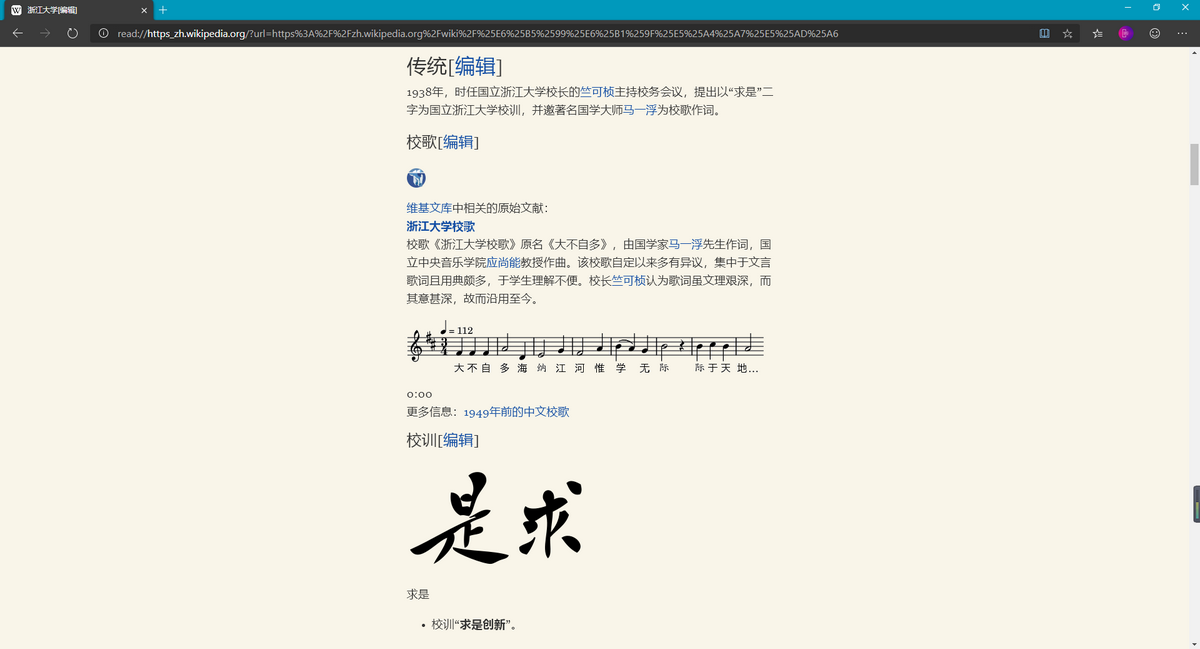 浙江大学[编辑]
read://https_zh.wikipedia.org/?url=https%3A%2F%2Fzh.wikipedia.org%2Fwiki%2F%25E6%25B5%2599%25E6%25B1%259F%25E5%25A4%25A7%25E5%25AD%25A6
传统[编辑]
1938年，时任国立浙江大学校长的竺可桢主持校务会议，提出以“求是”二
字为国立浙江大学校训，并邀著名国学大师马一浮为校歌作词。
校歌[编辑]
维基文库中相关的原始文献：
浙江大学校歌
校歌《浙江大学校歌》原名《大不自多》，由国学家马一浮先生作词，国
立中央音乐学院应尚能教授作曲。该校歌自定以来多有异议，集中于文言
歌词且用典颇多，于学生理解不便。校长竺可桢认为歌词虽文理艰深，而
其意甚深，故而沿用至今。
= 112
3 4
大 不 自 多 海 纳 江 河 惟 学 无 际 际 于 天 地...
0:00
更多信息：1949年前的中文校歌
校训[编辑]
是求
求是
• 校训“求是创新”。